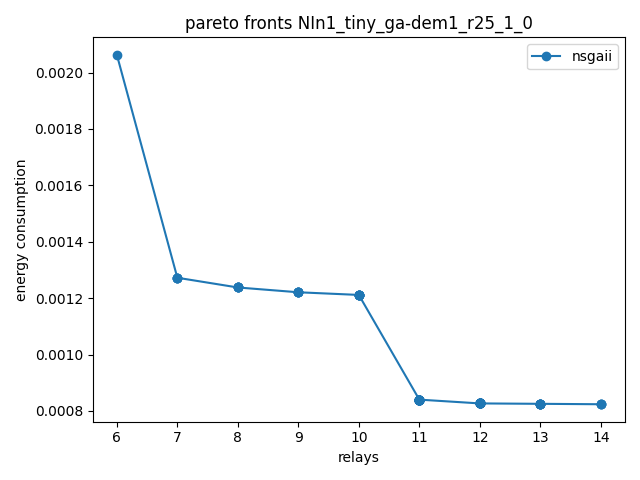 pareto fronts NIn1_tiny_ga-dem1_r25_1_0
nsgaii
energy consumption
0.0020
0.0018
0.0016
0.0014
0.0012
0.0010
0.0008
6 7 8 9 10 11 12 13 14
relays